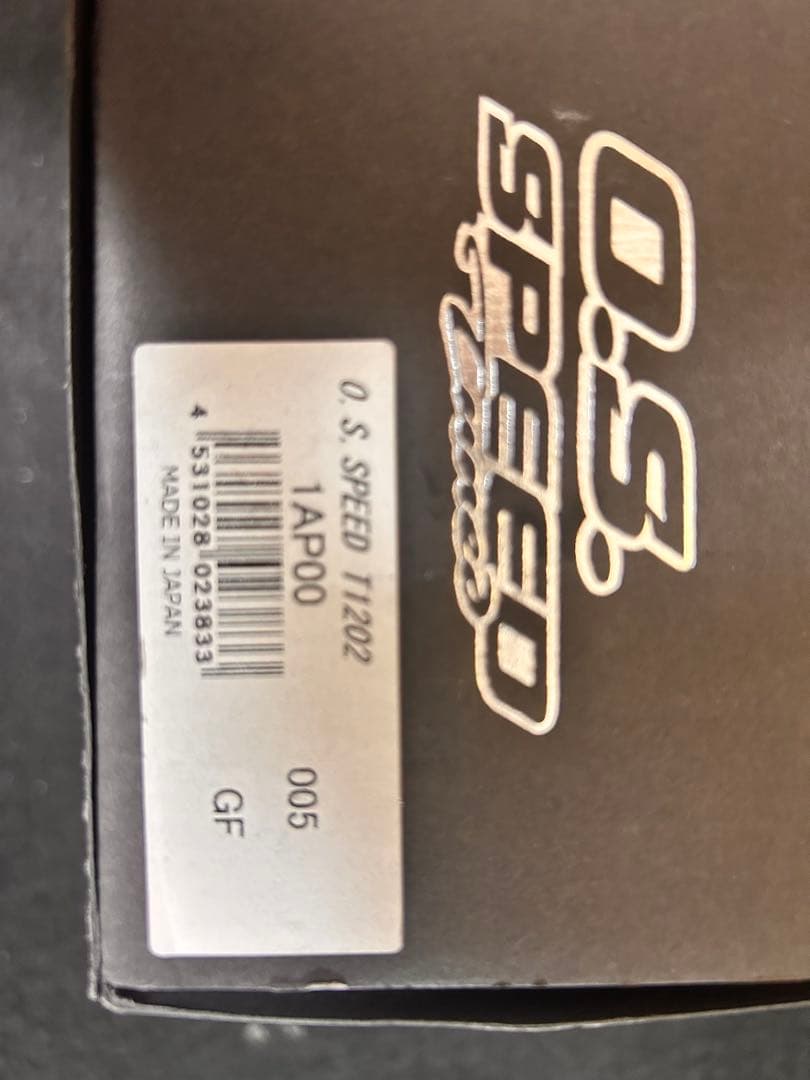 O.S.
SPEED
O. S. SPEED T1202
1AP00
005
4 531028 023833
GF
MADE IN JAPAN